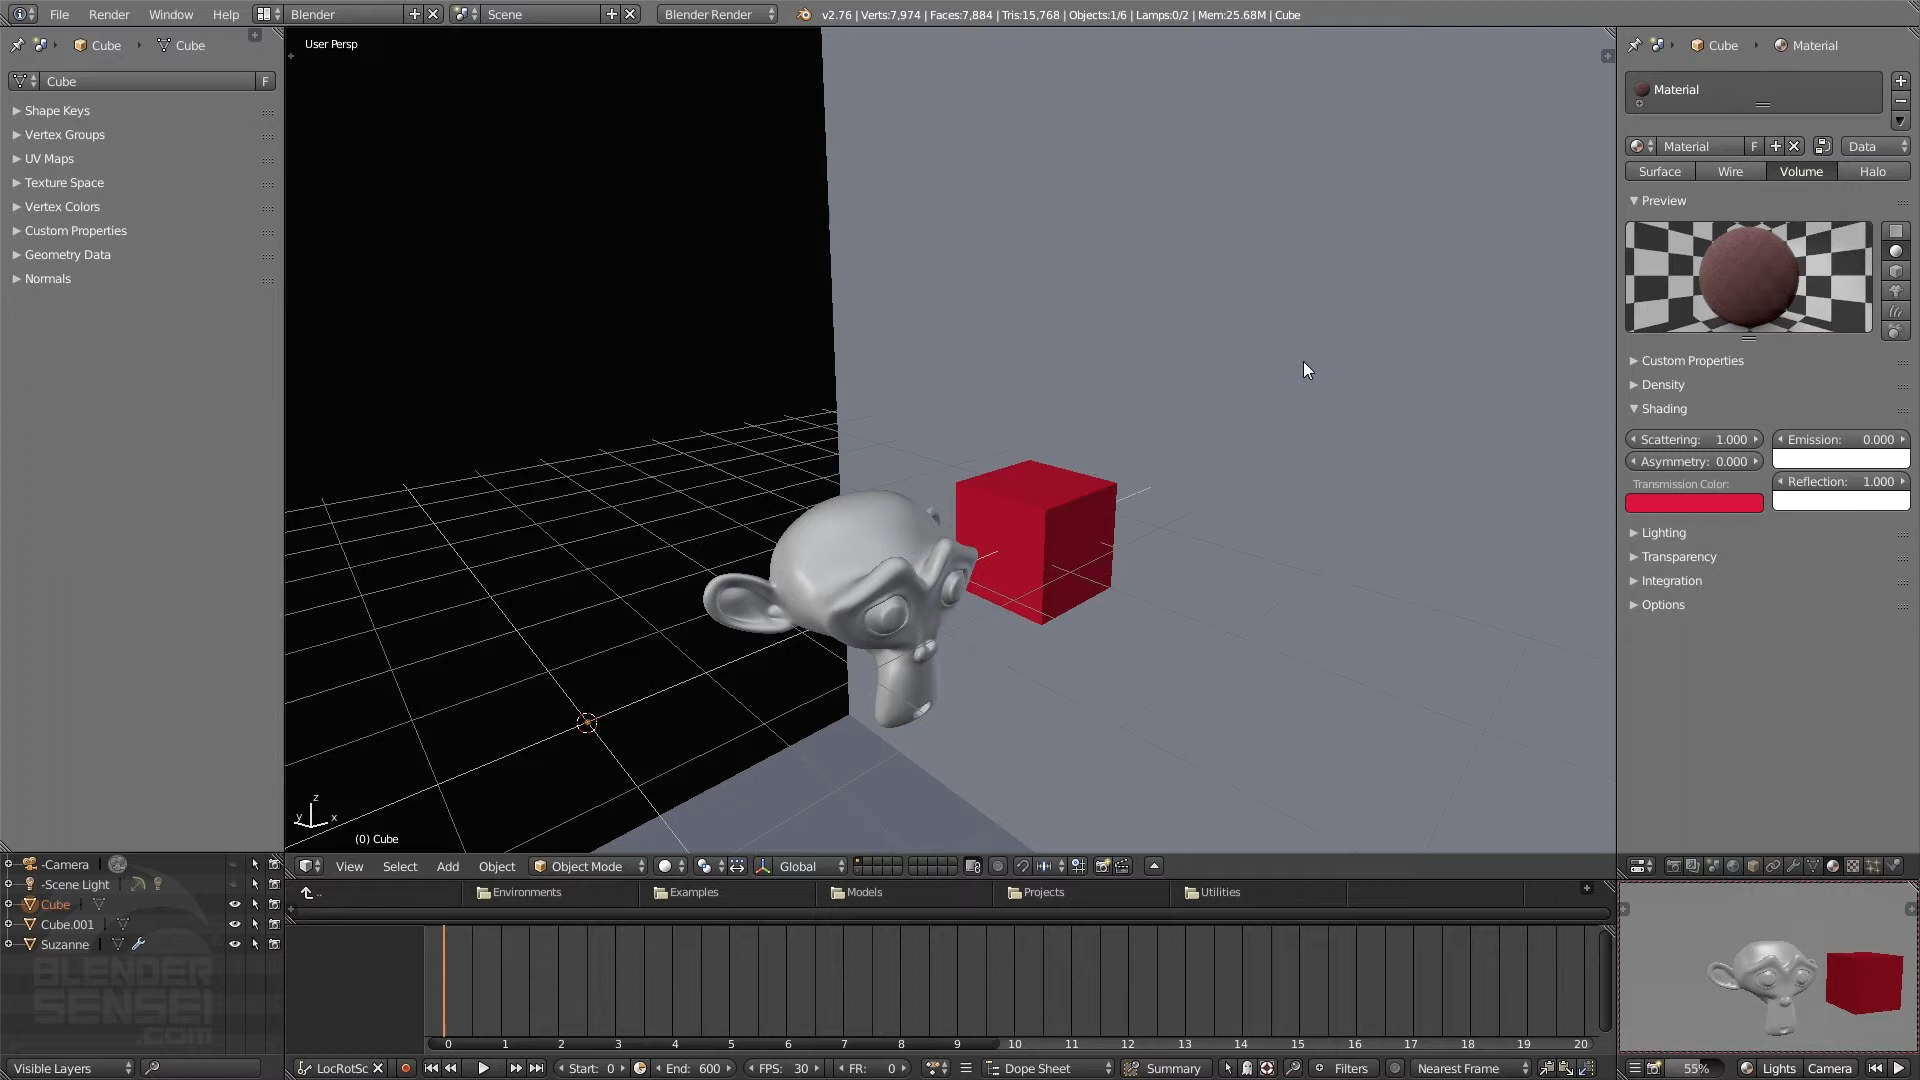 File Render Window Help Blender Scene Blender Render v2.76 | Verts:7,974 | Faces:7,884 | Tris:15,768 | Objects:1/6 | Lamps:0/2 | Mem:25.68M | Cube
Cube Cube
Cube F
Shape Keys
Vertex Groups
UV Maps
Texture Space
Vertex Colors
Custom Properties
Geometry Data
Normals
User Persp
z
y x
(0) Cube
Cube Material
Material
Material F Data
Surface Wire Volume Halo
Preview
Custom Properties
Density
Shading
Scattering: 1.000 Emission: 0.000
Asymmetry: 0.000
Transmission Color: Reflection: 1.000
Lighting
Transparency
Integration
Options
View Select Add Object Object Mode Global
-Camera
-Scene Light
Cube
Cube.001
Suzanne
BLENDER
SENSEI
.com
Visible Layers
.. Environments Examples Models Projects Utilities
0 1 2 3 4 5 6 7 8 9 10 11 12 13 14 15 16 17 18 19 20
LocRotSc Start: 0 End: 600 FPS: 30 FR: 0 Dope Sheet Summary Filters Nearest Frame
55% Lights Camera